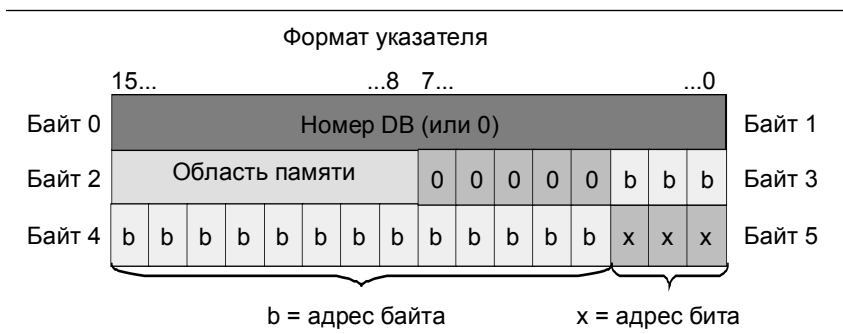 Формат указателя
15... ...8 7... ...0
Байт 0 Номер DB (или 0) Байт 1
Байт 2 Область памяти 0 0 0 0 0 b b b Байт 3
Байт 4 b b b b b b b b b b b b b x x x Байт 5
b = адрес байта x = адрес бита